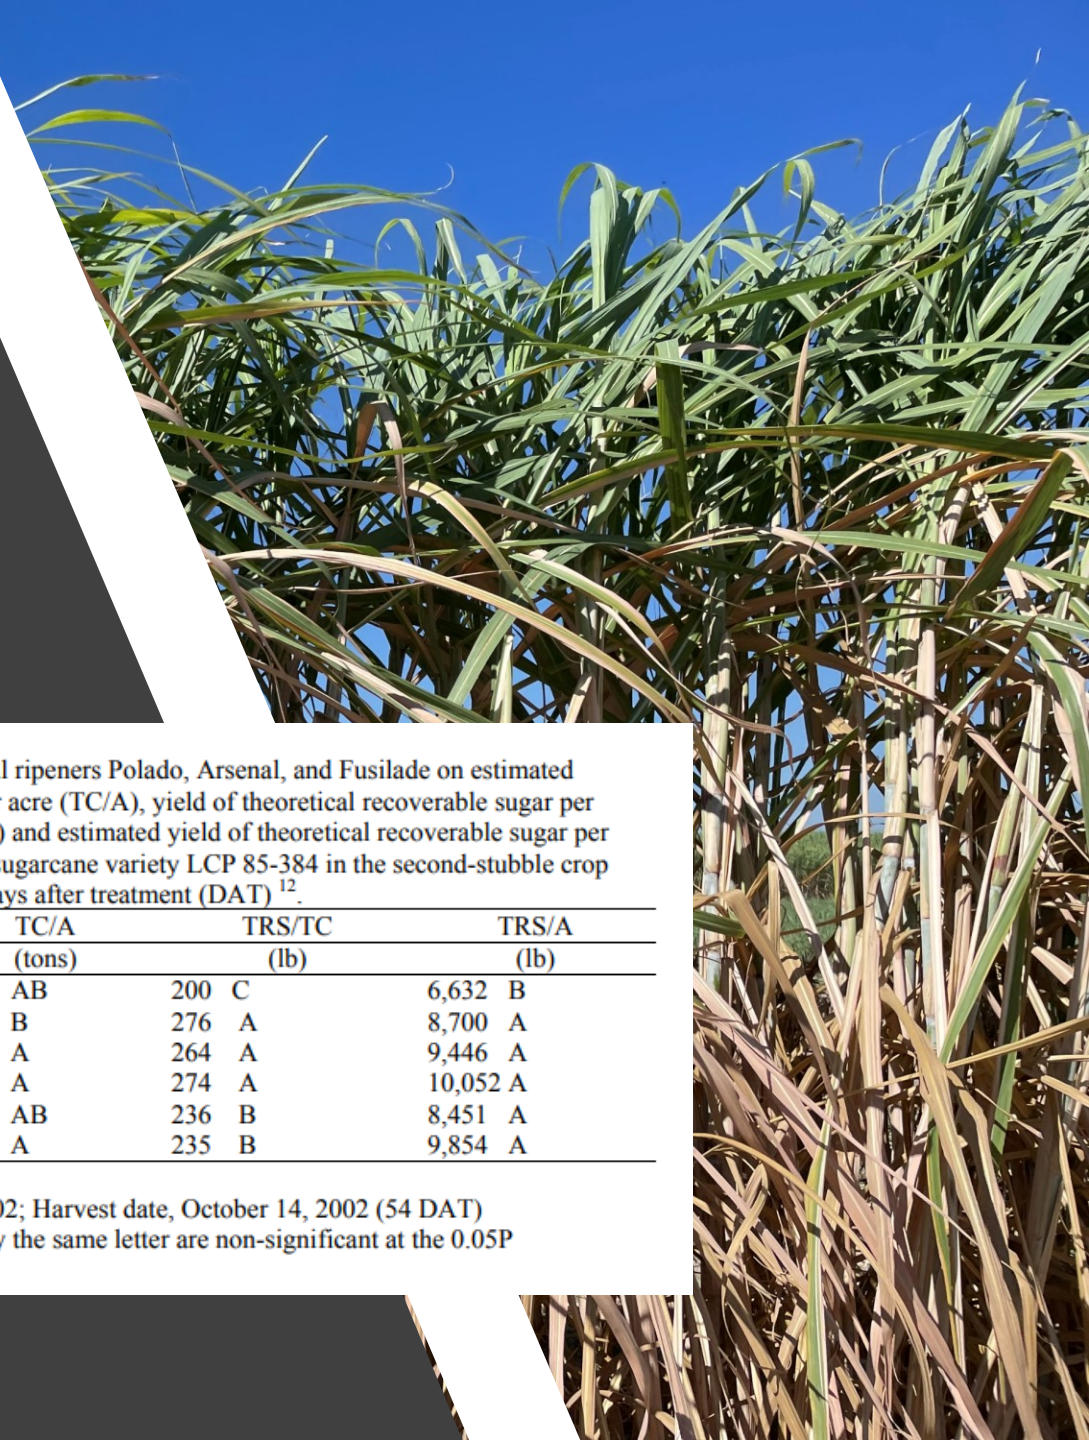 ripeners Polado, Arsenal, and Fusilade on estimated
acre (TC/A), yield of theoretical recoverable sugar per
) and estimated yield of theoretical recoverable sugar per
sugarcane variety LCP 85-384 in the second-stubble crop
after treatment (DAT) 12.
TC/A TRS/TC TRS/A
(tons) (lb) (lb)
AB 200 C 6,632 B
B 276 A 8,700 A
A 264 A 9,446 A
A 274 A 10,052 A
AB 236 B 8,451 A
A 235 B 9,854 A
02; Harvest date, October 14, 2002 (54 DAT)
the same letter are non-significant at the 0.05P